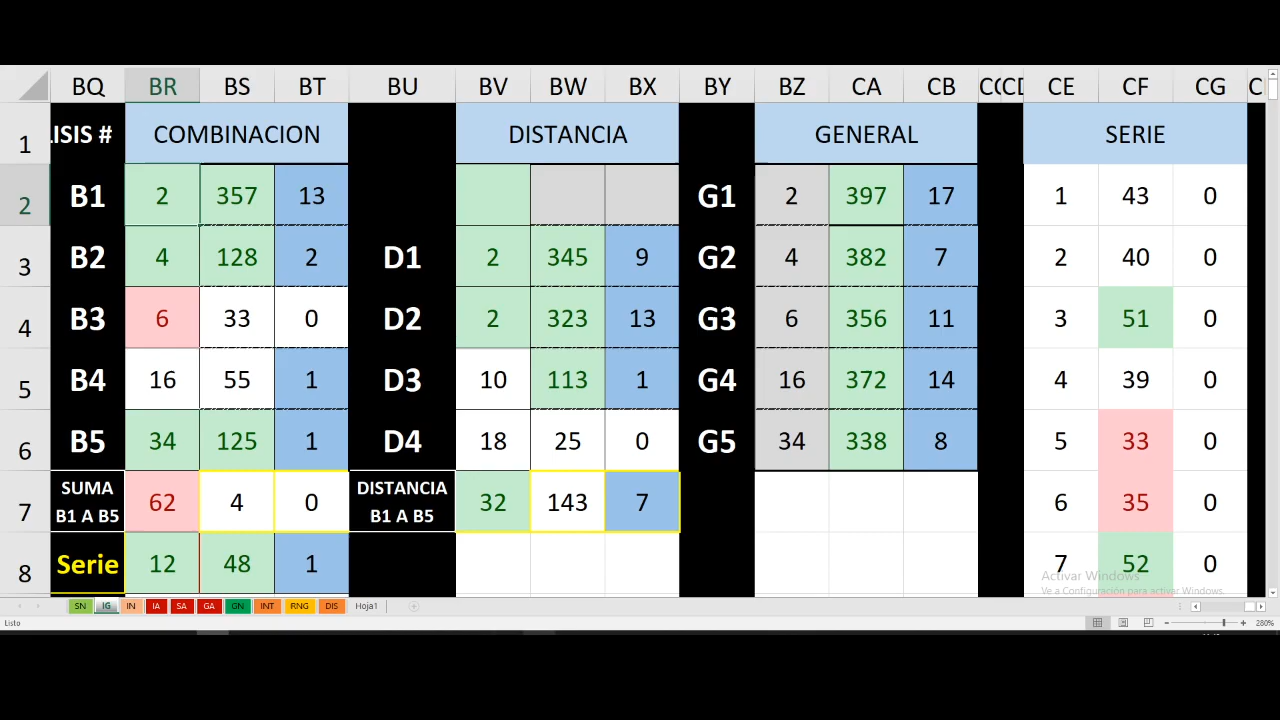 BQ BR BS BT BU BV BW BX BY BZ CA CB CE CF CG C
1 LISIS # COMBINACION DISTANCIA GENERAL SERIE
2 B1 2 357 13 G1 2 397 17 1 43 0
3 B2 4 128 2 D1 2 345 9 G2 4 382 7 2 40 0
4 B3 6 33 0 D2 2 323 13 G3 6 356 11 3 51 0
5 B4 16 55 1 D3 10 113 1 G4 16 372 14 4 39 0
6 B5 34 125 1 D4 18 25 0 G5 34 338 8 5 33 0
7 SUMA B1 A B5 62 4 0 DISTANCIA B1 A B5 32 143 7 6 35 0
8 Serie 12 48 1 7 52 0
Activar Windows
Ve a Configuración para activar Windows.
SN IG IN IA SA GA GN INT RNG DIS Hoja1
Listo 280%